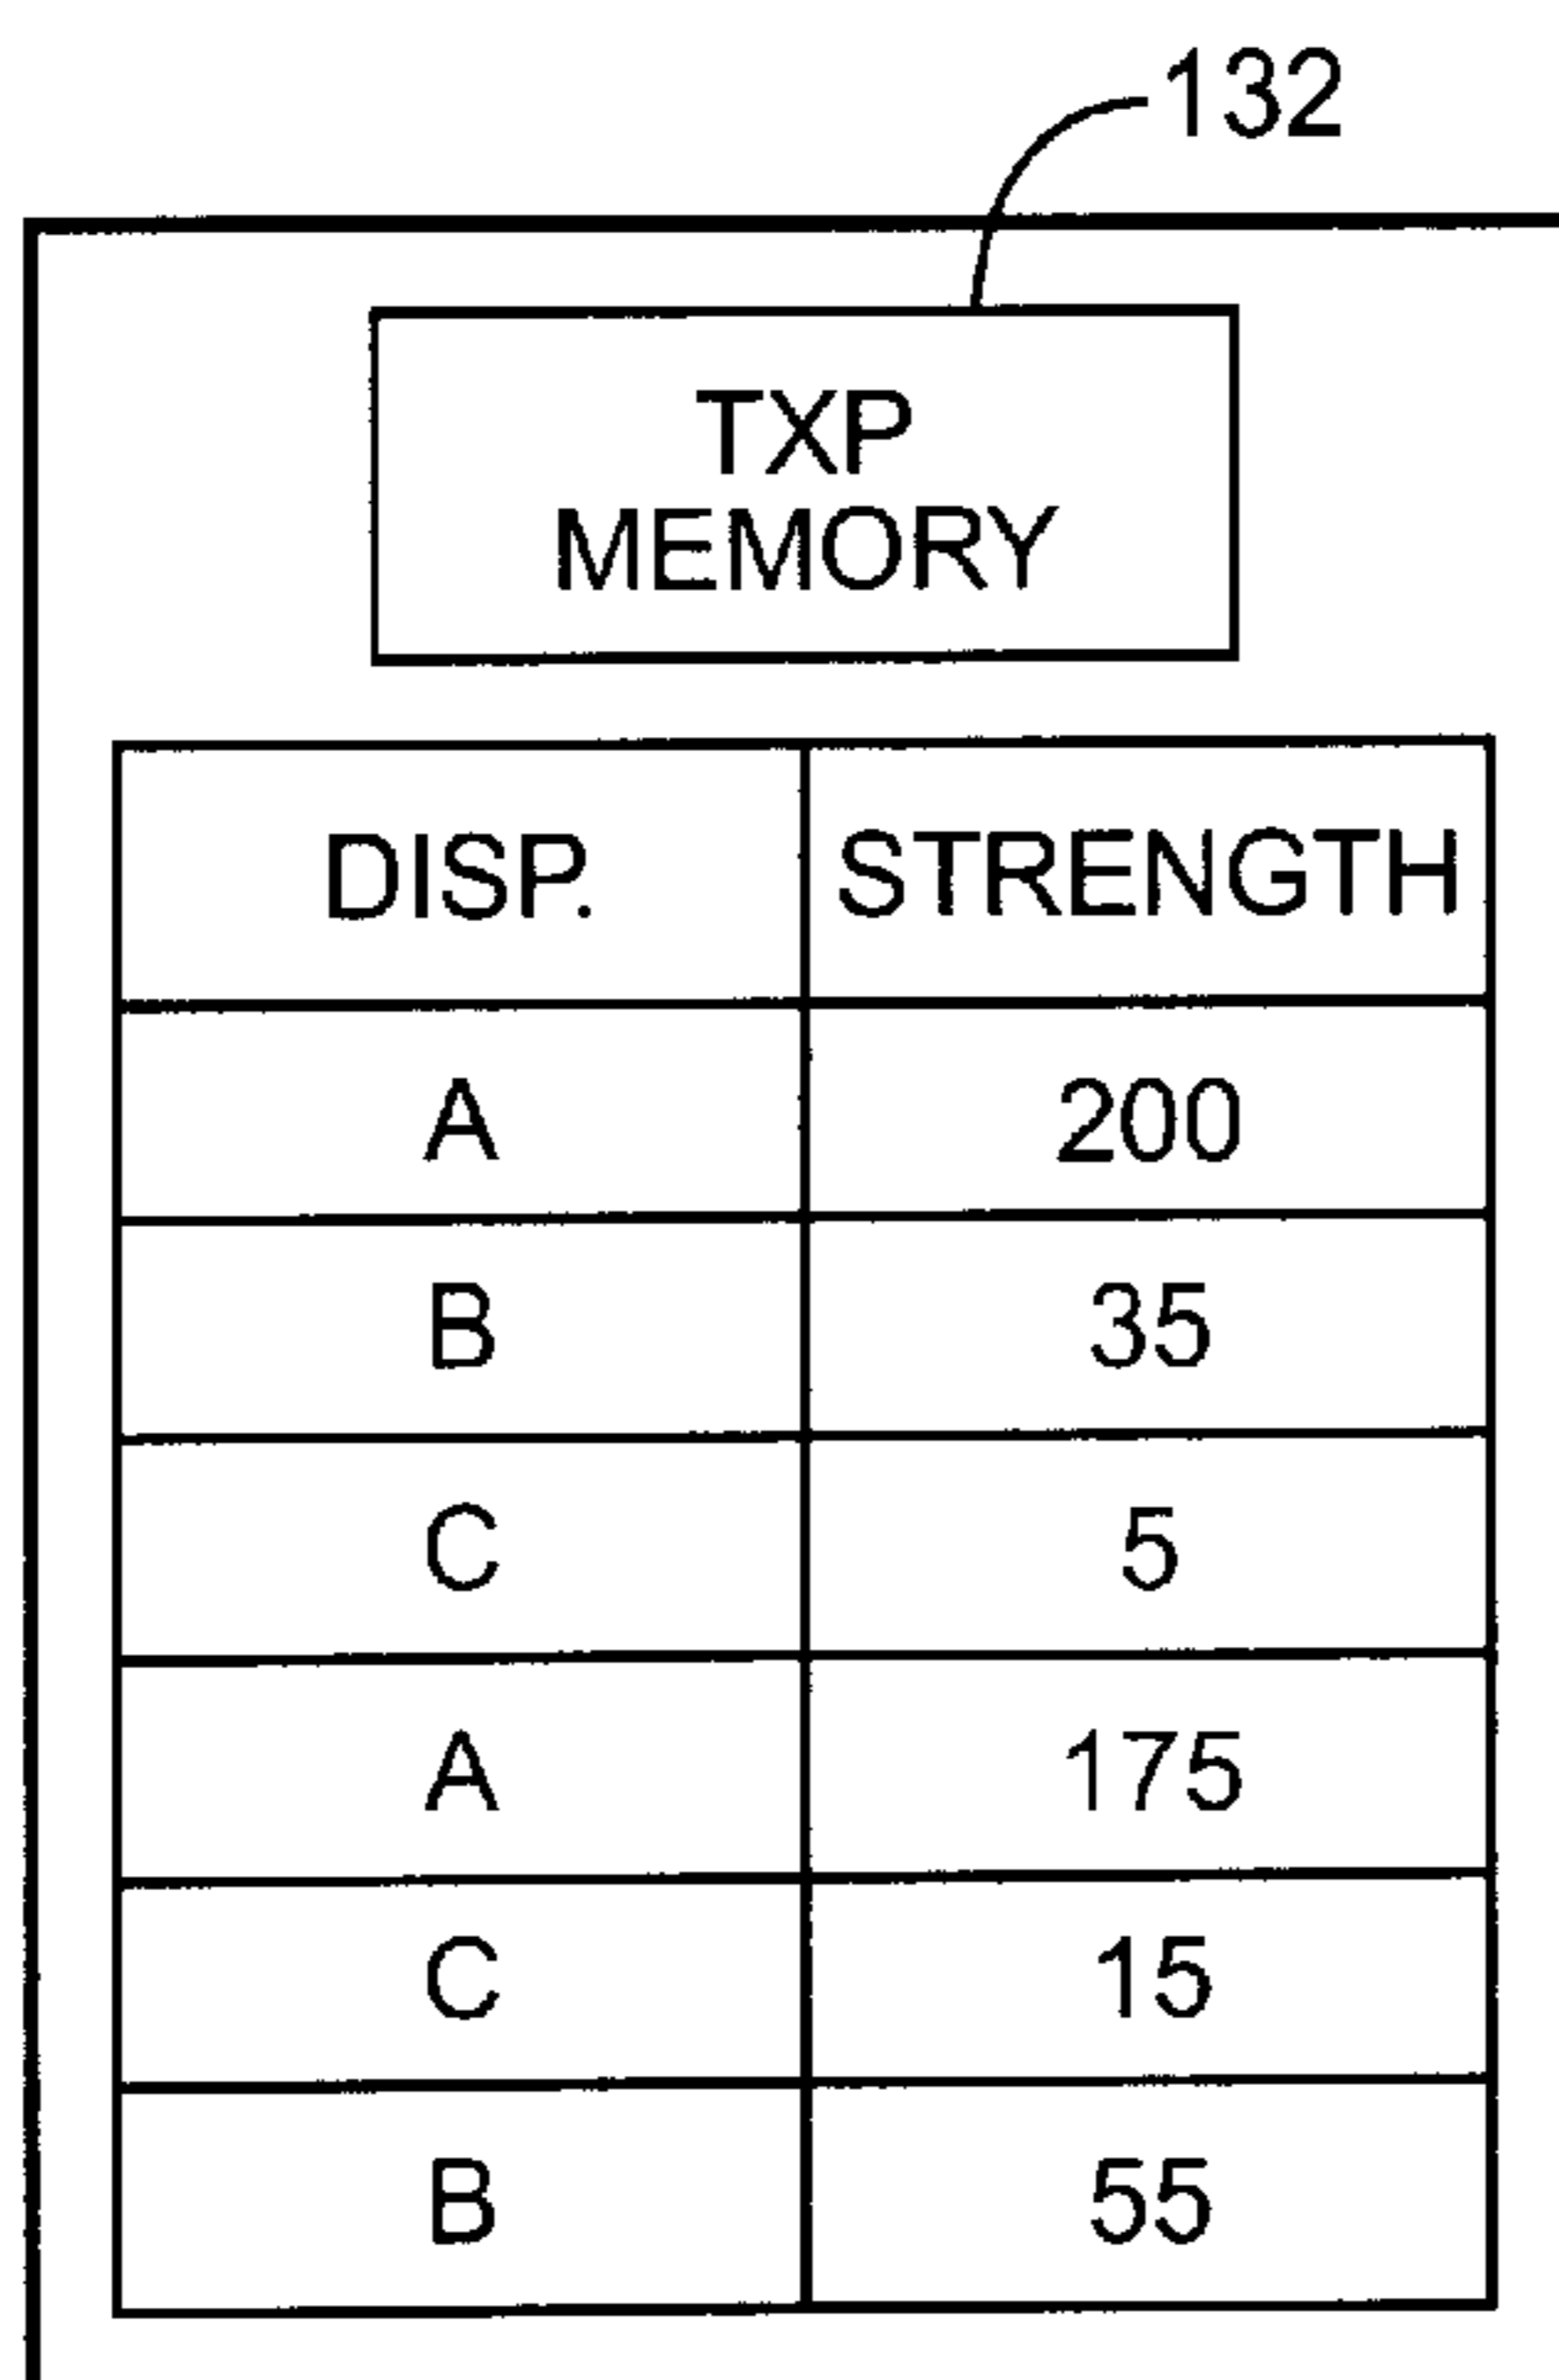 132
TXP
MEMORY
DISP. STRENGTH
A 200
B 35
C 5
A 175
C 15
B 55